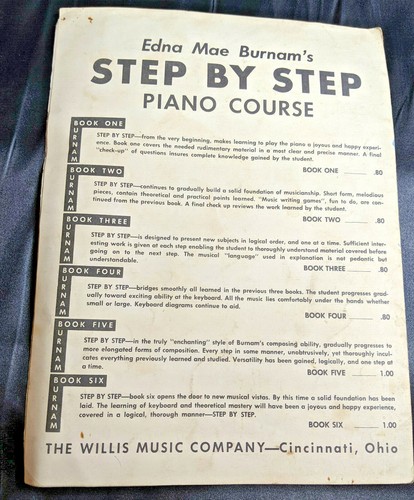 Edna Mae Burnam's
STEP BY STEP
PIANO COURSE
BOOK ONE
BURNAM
STEP BY STEP—from the very beginning, makes learning to play the piano a joyous and happy experi-
ence. Book one covers the needed rudimentary material in a most clear and precise manner. A final
"check-up" of questions insures complete knowledge gained by the student.
BOOK ONE .80
BOOK TWO
BURNAM
STEP BY STEP—continues to gradually build a solid foundation of musicianship. Short form, melodious
pieces, contain theoretical and practical points learned. "Music writing games", fun to do, are con-
tinued from the previous book. A final check up reviews the work learned by the student.
BOOK TWO .80
BOOK THREE
BURNAM
STEP BY STEP—is designed to present new subjects in logical order, and one at a time. Sufficient inter-
esting work is given at each step enabling the student to thoroughly understand material covered before
going on to the next step. The musical "language" used in explanation is not pedantic but
understandable.
BOOK THREE .80
BOOK FOUR
BURNAM
STEP BY STEP—bridges smoothly all learned in the previous three books. The student progresses grad-
ually toward exciting ability at the keyboard. All the music lies comfortably under the hands whether
small or large. Keyboard diagrams continue to aid.
BOOK FOUR .80
BOOK FIVE
BURNAM
STEP BY STEP—in the truly "enchanting" style of Burnam's composing ability, gradually progresses to
more elongated forms of composition. Every step in some manner, unobtrusively, yet thoroughly incul-
cates everything previously learned and studied. Versatility has been gained, logically, and one step at
a time.
BOOK FIVE 1.00
BOOK SIX
BURNAM
STEP BY STEP—book six opens the door to new musical vistas. By this time a solid foundation has been
laid. The learning of keyboard and theoretical mastery will have been a joyous and happy experience,
covered in a logical, thorough manner—STEP BY STEP.
BOOK SIX 1.00
THE WILLIS MUSIC COMPANY—Cincinnati, Ohio